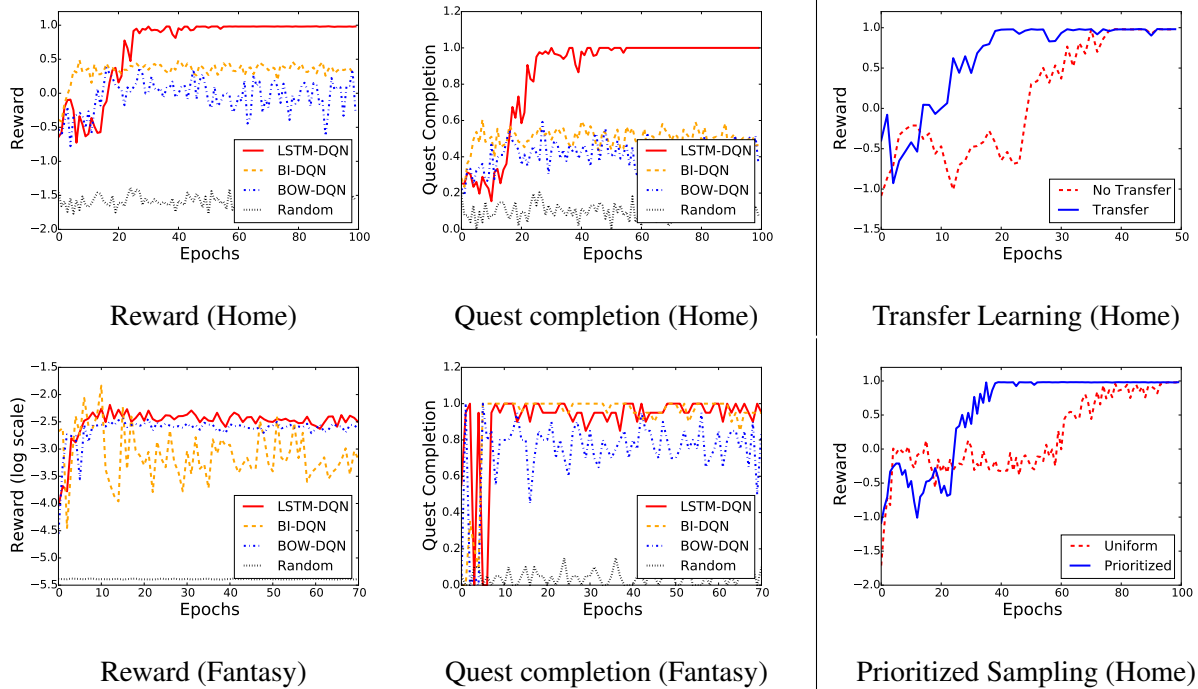 1.0
0.5
0.0
−0.5
−1.0
−1.5
−2.0
Reward
0 20 40 60 80 100
Epochs
LSTM-DQN
BI-DQN
BOW-DQN
Random
Reward (Home)
1.2
1.0
0.8
0.6
0.4
0.2
0.0
Quest Completion
0 20 40 60 80 100
Epochs
LSTM-DQN
BI-DQN
BOW-DQN
Random
Quest completion (Home)
1.0
0.5
0.0
−0.5
−1.0
−1.5
Reward
0 10 20 30 40 50
Epochs
No Transfer
Transfer
Transfer Learning (Home)
−1.5
−2.0
−2.5
−3.0
−3.5
−4.0
−4.5
−5.0
−5.5
Reward (log scale)
0 10 20 30 40 50 60 70
Epochs
LSTM-DQN
BI-DQN
BOW-DQN
Random
Reward (Fantasy)
1.2
1.0
0.8
0.6
0.4
0.2
0.0
Quest Completion
0 10 20 30 40 50 60 70
Epochs
LSTM-DQN
BI-DQN
BOW-DQN
Random
Quest completion (Fantasy)
1.0
0.5
0.0
−0.5
−1.0
−1.5
−2.0
Reward
0 20 40 60 80 100
Epochs
Uniform
Prioritized
Prioritized Sampling (Home)